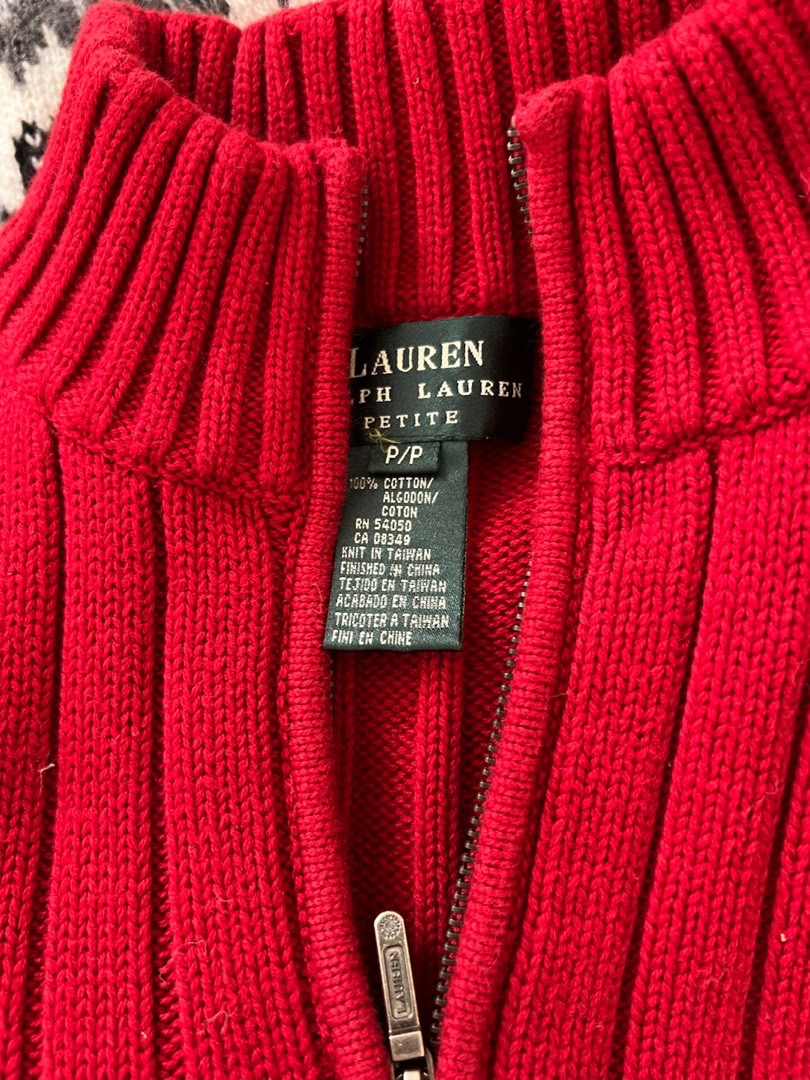 LAUREN
LPH LAUREN
PETITE
P/P
100% COTTON/
ALGODON/
COTON
RN 54050
CA 08349
KNIT IN TAIWAN
FINISHED IN CHINA
TEJIDO EN TAIWAN
ACABADO EN CHINA
TRICOTER A TAIWAN
FINI EN CHINE
LAUREN